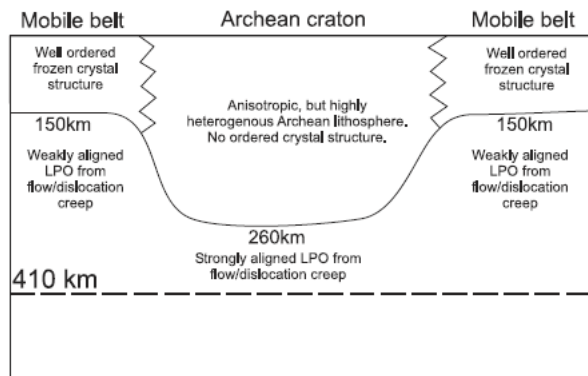 Mobile belt
Archean craton
Mobile belt
Well ordered
frozen crystal
structure
Anisotropic, but highly
heterogenous Archean lithosphere.
No ordered crystal structure.
Well ordered
frozen crystal
structure
150km
150km
Weakly aligned
LPO from
flow/dislocation
creep
Weakly aligned
LPO from
flow/dislocation
creep
260km
Strongly aligned LPO from
flow/dislocation creep
410 km